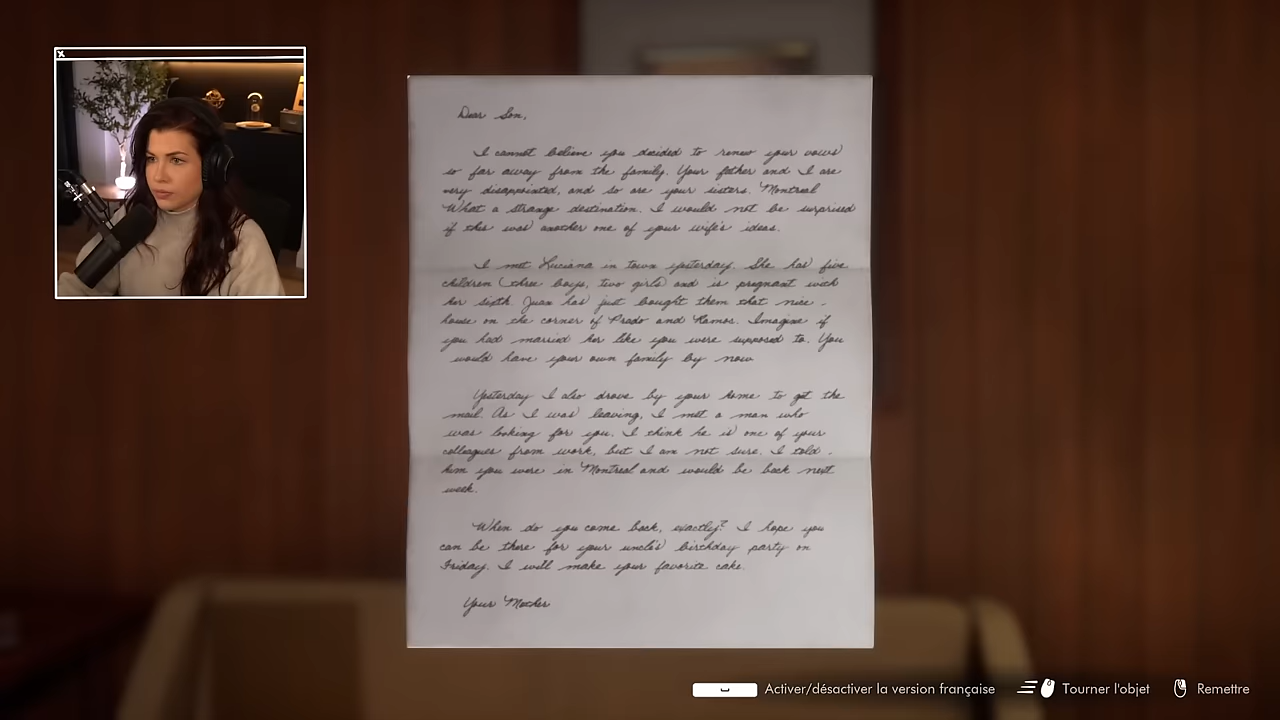 Dear Son,
I cannot believe you decided to renew your vows
so far away from the family. Your father and I are
very disappointed, and so are your sisters. Montreal
What a strange destination. I would not be surprised
if this was another one of your wife's ideas.
I met Luciana in town yesterday. She has five
children (three boys, two girls) and is pregnant with
her sixth. Juan has just bought them that nice
house on the corner of Prado and Ramos. Imagine if
you had married her like you were supposed to. You
would have your own family by now.
Yesterday I also drove by your home to get the
mail. As I was leaving, I met a man who
was looking for you. I think he is one of your
colleagues from work, but I am not sure. I told
him you were in Montreal and would be back next
week.
When do you come back, exactly? I hope you
can be there for your uncle's birthday party on
Friday. I will make your favorite cake.
Your Mother
Activer/désactiver la version française
Tourner l'objet
Remettre